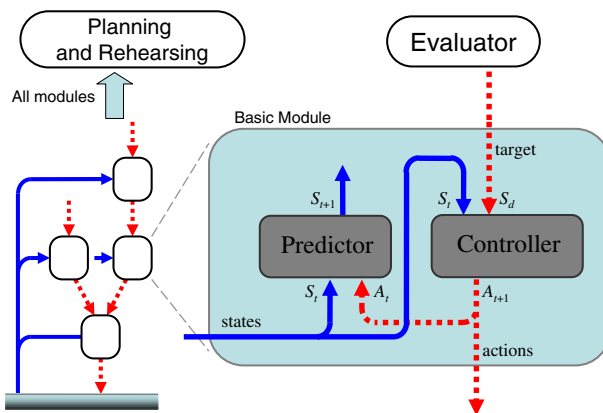 Planning
and Rehearsing
Evaluator
All modules
Basic Module
target
S_{t+1}
S_t
S_d
Predictor
Controller
S_t
A_t
A_{t+1}
states
actions